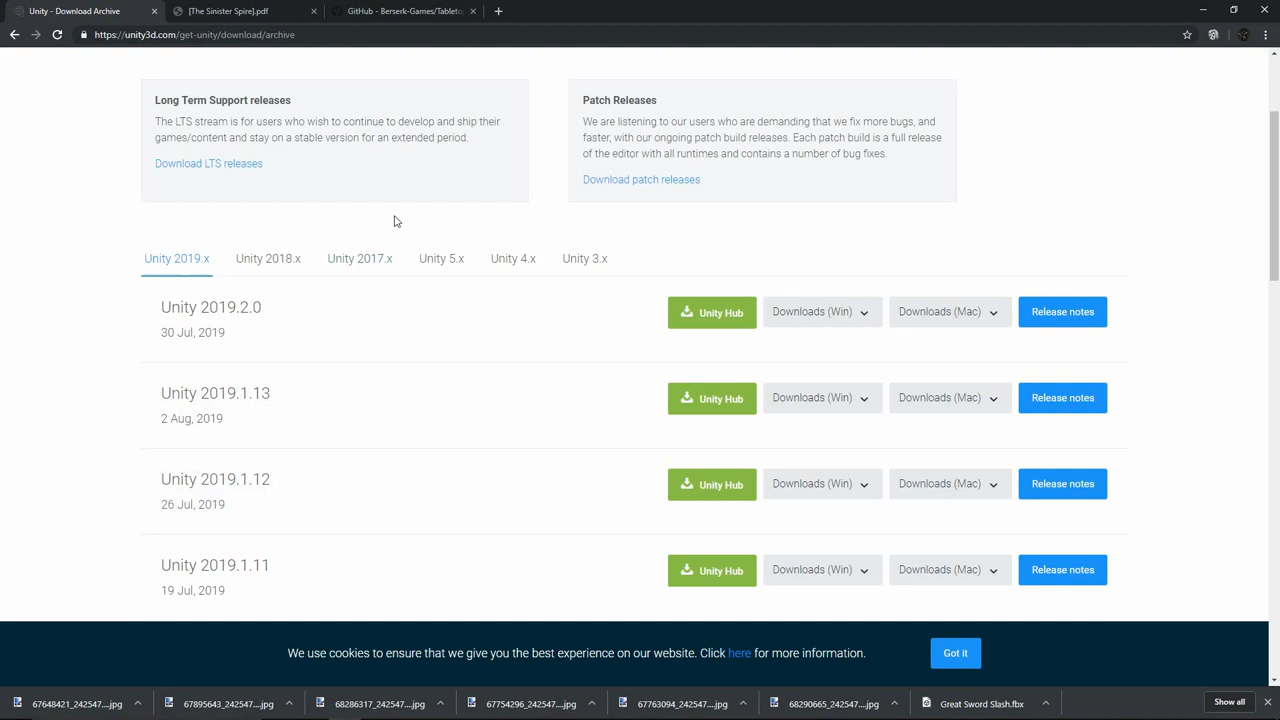 Unity - Download Archive
[The Sinister Spire].pdf
GitHub - Berserk-Games/Tableto
https://unity3d.com/get-unity/download/archive
Long Term Support releases
The LTS stream is for users who wish to continue to develop and ship their
games/content and stay on a stable version for an extended period.
Download LTS releases
Patch Releases
We are listening to our users who are demanding that we fix more bugs, and
faster, with our ongoing patch build releases. Each patch build is a full release
of the editor with all runtimes and contains a number of bug fixes.
Download patch releases
Unity 2019.x Unity 2018.x Unity 2017.x Unity 5.x Unity 4.x Unity 3.x
Unity 2019.2.0
30 Jul, 2019
Unity Hub Downloads (Win) Downloads (Mac) Release notes
Unity 2019.1.13
2 Aug, 2019
Unity Hub Downloads (Win) Downloads (Mac) Release notes
Unity 2019.1.12
26 Jul, 2019
Unity Hub Downloads (Win) Downloads (Mac) Release notes
Unity 2019.1.11
19 Jul, 2019
Unity Hub Downloads (Win) Downloads (Mac) Release notes
We use cookies to ensure that we give you the best experience on our website. Click here for more information.
Got it
67648421_242547....jpg 67895643_242547....jpg 68286317_242547....jpg 67754296_242547....jpg 67763094_242547....jpg 68290665_242547....jpg Great Sword Slash.fbx Show all